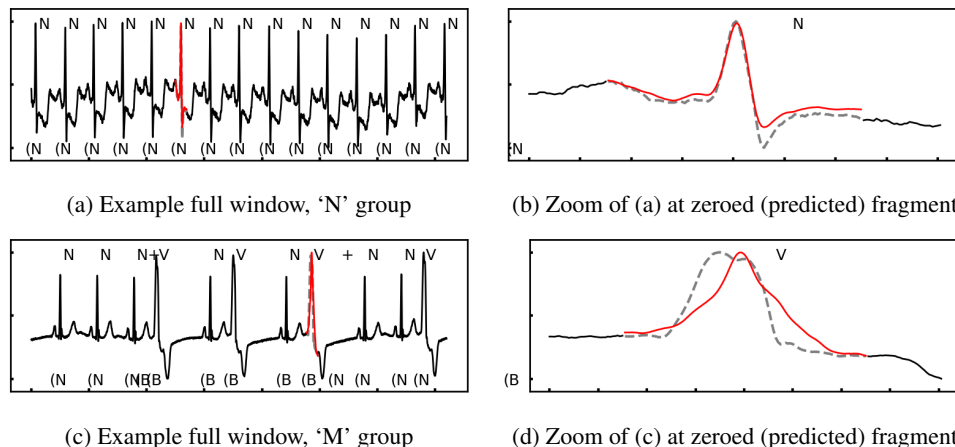 N N N N N N N N N N N N N N N
(N (N (N (N (N (N (N (N (N (N (N (N (N (N (N
(a) Example full window, ‘N’ group
(b) Zoom of (a) at zeroed (predicted) fragment
N N N+V N V N V + N N V
(N (N (N(B(B (B (B (B (B (N (N (N
(B V
(c) Example full window, ‘M’ group
(d) Zoom of (c) at zeroed (predicted) fragment